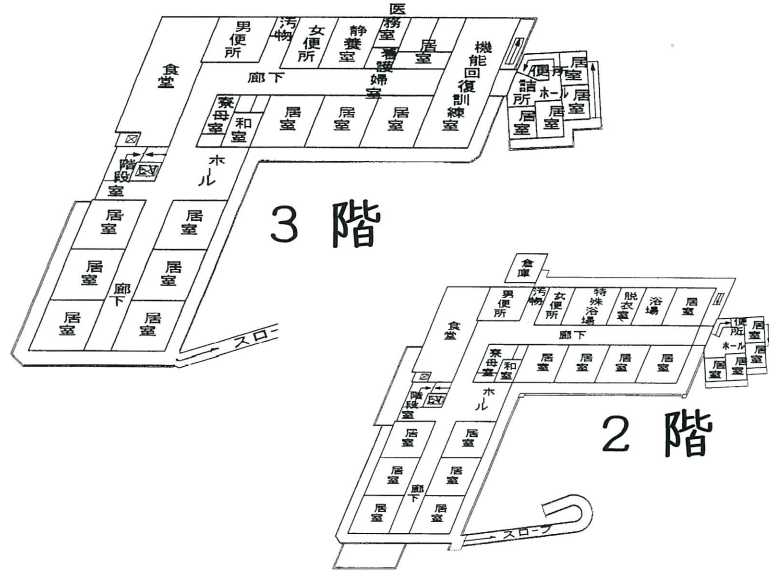 医務室
男便所
汚物
女便所
静養室
看護婦室
居室
機能回復訓練室
食堂
廊下
寮母室
和室
居室
居室
居室
便所
居室
詰所
ホール
居室
居室
居室
階段室
EV
ホール
居室
居室
居室
居室
廊下
居室
居室
スロー
3 階
倉庫
男便所
汚物
女便所
特殊浴場
脱衣室
浴場
居室
食堂
廊下
寮母室
和室
居室
居室
居室
居室
便所
居室
ホール
居室
居室
居室
階段室
EV
ホール
居室
居室
居室
居室
廊下
居室
居室
スロープ
2 階